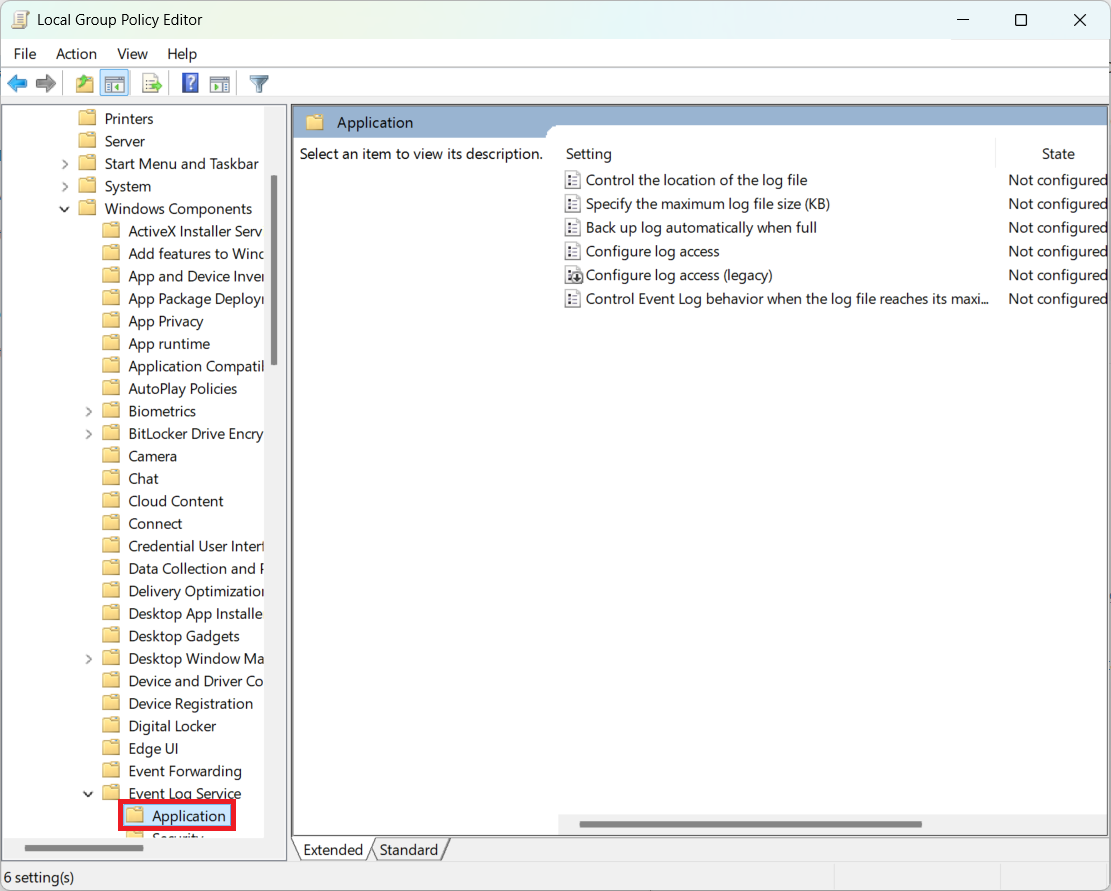 Local Group Policy Editor
File Action View Help
Printers
Server
Start Menu and Taskbar
System
Windows Components
ActiveX Installer Serv
Add features to Winc
App and Device Inver
App Package Deploy
App Privacy
App runtime
Application Compatil
AutoPlay Policies
Biometrics
BitLocker Drive Encry
Camera
Chat
Cloud Content
Connect
Credential User Interf
Data Collection and P
Delivery Optimization
Desktop App Installe
Desktop Gadgets
Desktop Window Ma
Device and Driver Co
Device Registration
Digital Locker
Edge UI
Event Forwarding
Event Log Service
Application
Security
Application
Select an item to view its description.
Setting State
Control the location of the log file Not configured
Specify the maximum log file size (KB) Not configured
Back up log automatically when full Not configured
Configure log access Not configured
Configure log access (legacy) Not configured
Control Event Log behavior when the log file reaches its maxi... Not configured
Extended Standard
6 setting(s)